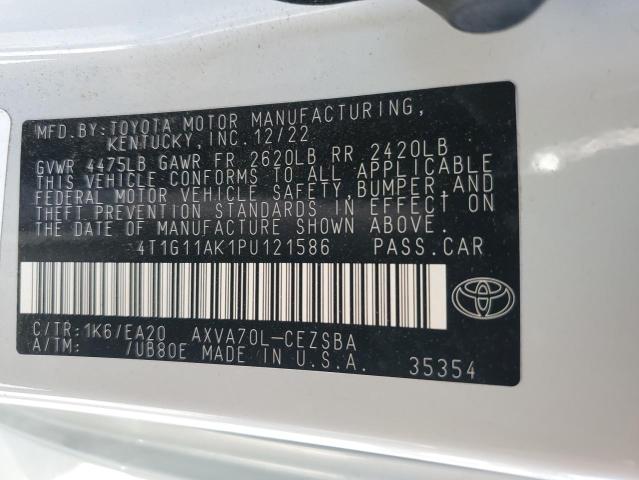 MFD.BY:TOYOTA MOTOR MANUFACTURING,
KENTUCKY,INC.12/22
GVWR 4475LB GAWR FR 2620LB RR 2420LB
THIS VEHICLE CONFORMS TO ALL APPLICABLE
FEDERAL MOTOR VEHICLE SAFETY,BUMPER AND
THEFT PREVENTION STANDARDS IN EFFECT ON
THE DATE OF MANUFACTURE SHOWN ABOVE.
4T1G11AK1PU121586 PASS.CAR
C/TR:1K6/EA20 AXVA70L-CEZSBA
A/TM: /UB80E MADE IN U.S.A. 35354